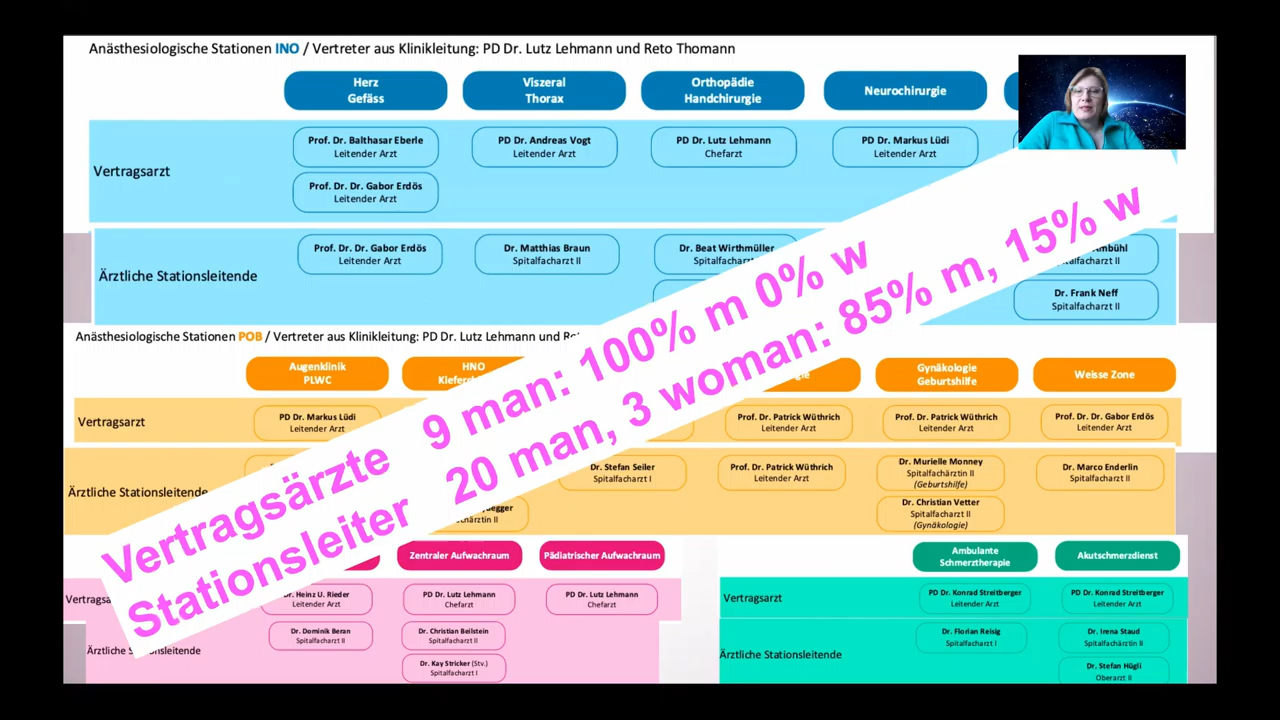 Anästhesiologische Stationen INO / Vertreter aus Klinikleitung: PD Dr. Lutz Lehmann und Reto Thomann
Herz
Gefäss
Viszeral
Thorax
Orthopädie
Handchirurgie
Neurochirurgie
Vertragsarzt
Prof. Dr. Balthasar Eberle
Leitender Arzt
PD Dr. Andreas Vogt
Leitender Arzt
PD Dr. Lutz Lehmann
Chefarzt
PD Dr. Markus Lüdi
Leitender Arzt
Prof. Dr. Dr. Gabor Erdös
Leitender Arzt
Ärztliche Stationsleitende
Prof. Dr. Dr. Gabor Erdös
Leitender Arzt
Dr. Matthias Braun
Spitalfacharzt II
Dr. Beat Wirthmüller
Spitalfacharzt II
Dr. Frank Neff
Spitalfacharzt II
Vertragsärzte 9 man: 100% m 0% w
Stationsleiter 20 man, 3 woman: 85% m, 15% w
Anästhesiologische Stationen POB / Vertreter aus Klinikleitung: PD Dr. Lutz Lehmann und
Augenklinik
PLWC
HNO
Gynäkologie
Geburtshilfe
Weisse Zone
Vertragsarzt
PD Dr. Markus Lüdi
Leitender Arzt
Prof. Dr. Patrick Wüthrich
Leitender Arzt
Prof. Dr. Patrick Wüthrich
Leitender Arzt
Prof. Dr. Dr. Gabor Erdös
Leitender Arzt
Ärztliche Stationsleitende
Dr. Stefan Seiler
Spitalfacharzt I
Prof. Dr. Patrick Wüthrich
Leitender Arzt
Dr. Murielle Monney
Spitalfachärztin II
(Geburtshilfe)
Dr. Marco Enderlin
Spitalfacharzt II
Dr. Christian Vetter
Spitalfacharzt II
(Gynäkologie)
Zentraler Aufwachraum
Pädiatrischer Aufwachraum
Dr. Heinz U. Rieder
Leitender Arzt
PD Dr. Lutz Lehmann
Chefarzt
PD Dr. Lutz Lehmann
Chefarzt
Dr. Dominik Beran
Spitalfacharzt II
Dr. Christian Beilstein
Spitalfacharzt II
Dr. Kay Stricker (Stv.)
Spitalfacharzt I
Ambulante
Schmerztherapie
Akutschmerzdienst
Vertragsarzt
PD Dr. Konrad Streitberger
Leitender Arzt
PD Dr. Konrad Streitberger
Leitender Arzt
Ärztliche Stationsleitende
Dr. Florian Reisig
Spitalfacharzt I
Dr. Irena Staud
Spitalfachärztin II
Dr. Stefan Hügli
Oberarzt II